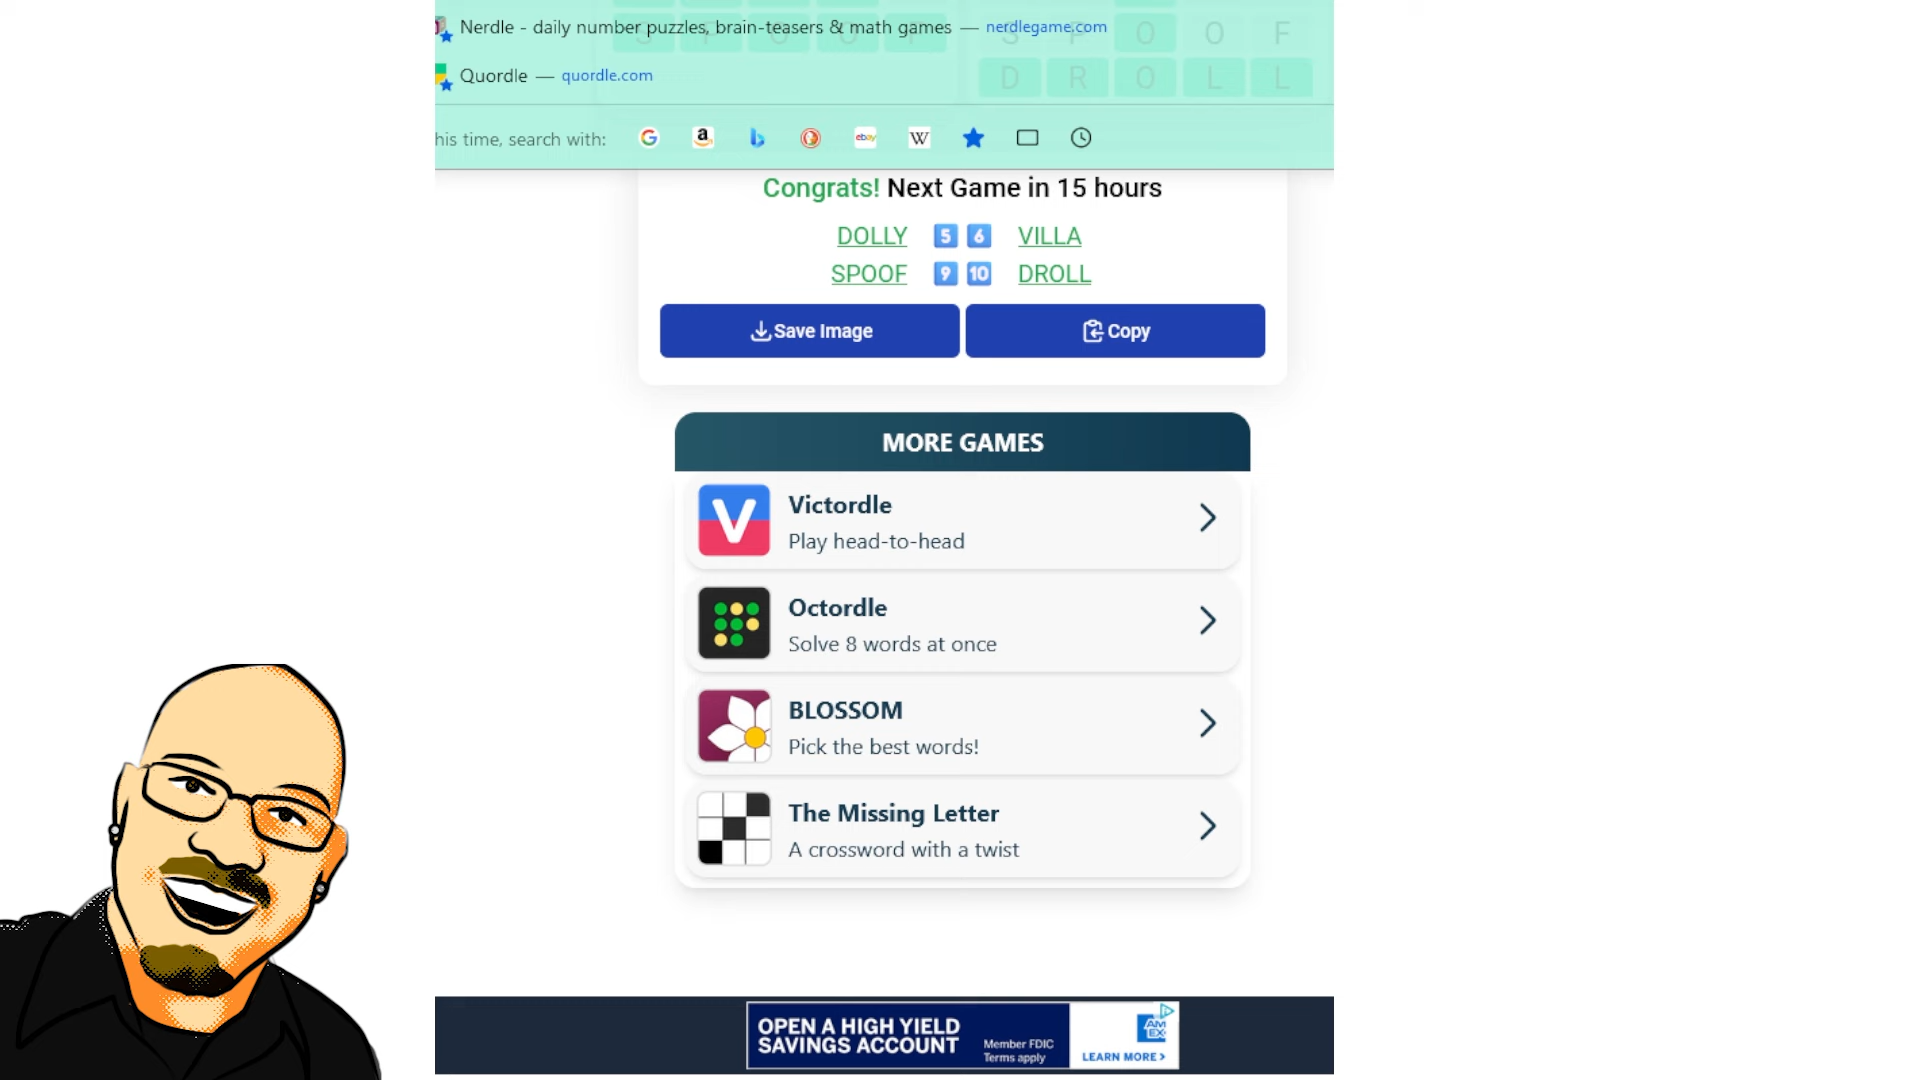 Nerdle - daily number puzzles, brain-teasers & math games — nerdlegame.com
S P O O F
Quordle — quordle.com
D R O L L
his time, search with:
Congrats! Next Game in 15 hours
DOLLY 5 6 VILLA
SPOOF 9 10 DROLL
Save Image
Copy
MORE GAMES
Victordle
Play head-to-head
Octordle
Solve 8 words at once
BLOSSOM
Pick the best words!
The Missing Letter
A crossword with a twist
OPEN A HIGH YIELD
SAVINGS ACCOUNT
Member FDIC
Terms apply
AM
EX
LEARN MORE >